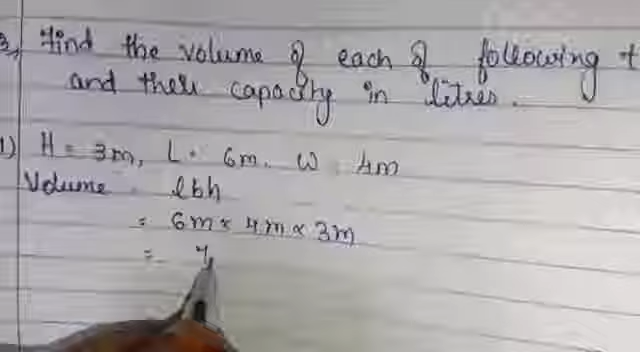 3, Find the volume of each of following t
and their capacity in litres.
1) H = 3m, L = 6m. W = 4m
Volume = lbh
= 6m × 4m × 3m
= 7